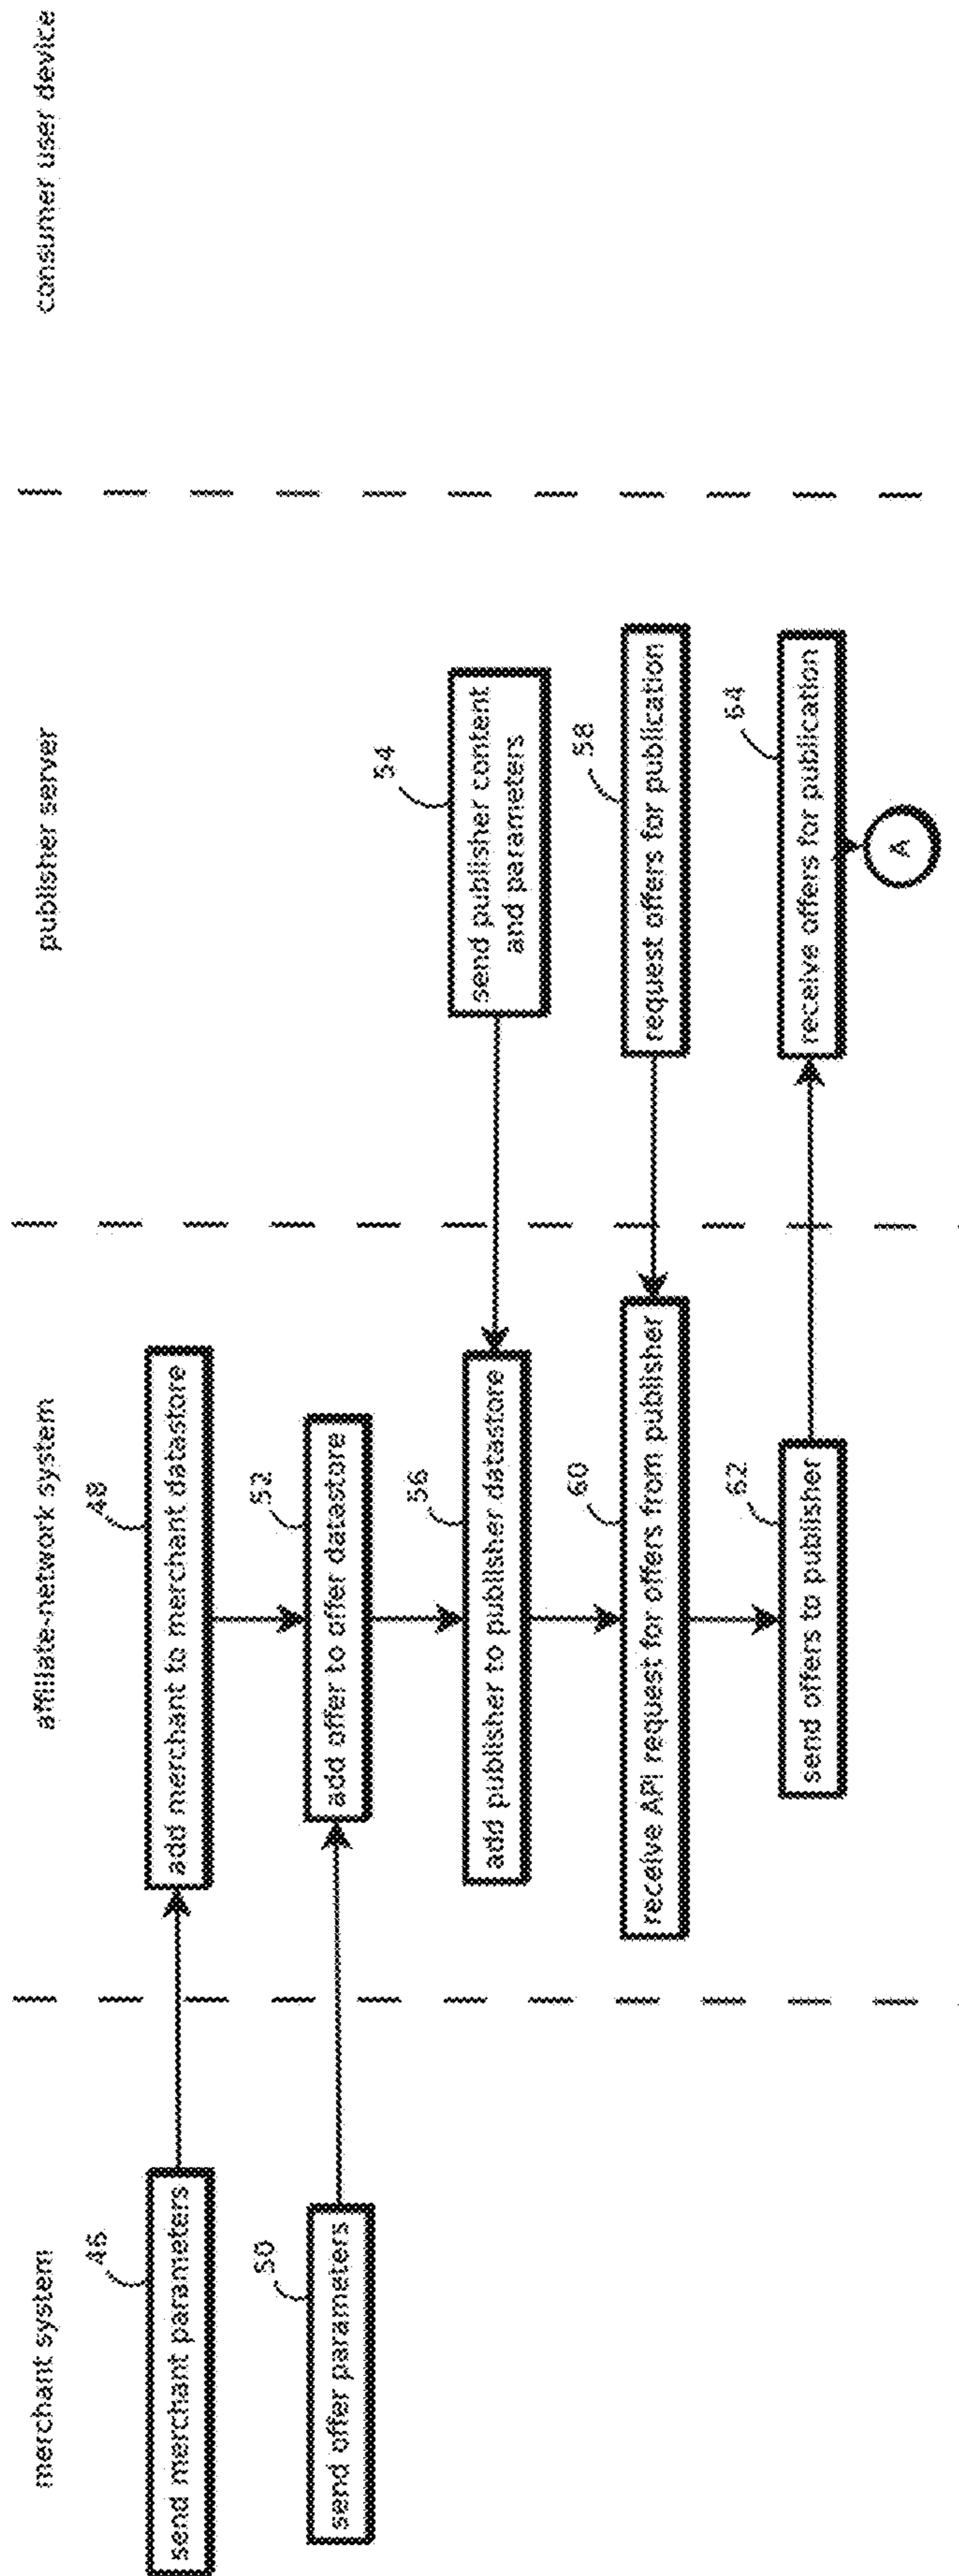 merchant system
affiliate-network system
publisher server
consumer user device
46
send merchant parameters
48
add merchant to merchant datastore
50
send offer parameters
52
add offer to offer datastore
54
send publisher content
and parameters
56
add publisher to publisher datastore
58
request offers for publication
60
receive API request for offers from publisher
62
send offers to publisher
64
receive offers for publication
A